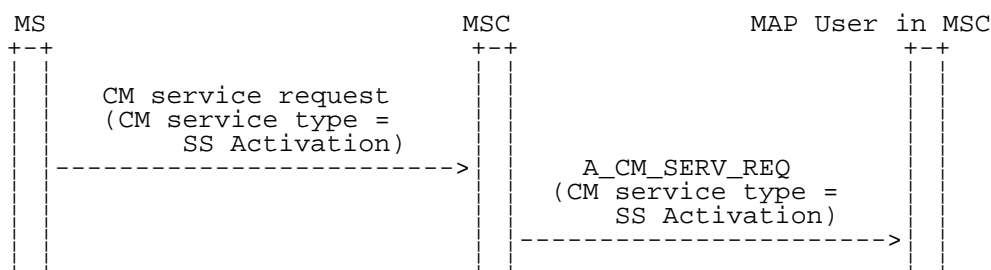 MS MSC MAP User in MSC
CM service request
(CM service type =
SS Activation)
A_CM_SERV_REQ
(CM service type =
SS Activation)